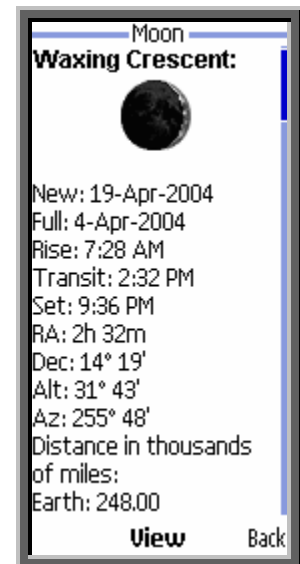 Moon
Waxing Crescent:
New: 19-Apr-2004
Full: 4-Apr-2004
Rise: 7:28 AM
Transit: 2:32 PM
Set: 9:36 PM
RA: 2h 32m
Dec: 14° 19'
Alt: 31° 43'
Az: 255° 48'
Distance in thousands
of miles:
Earth: 248.00
View Back